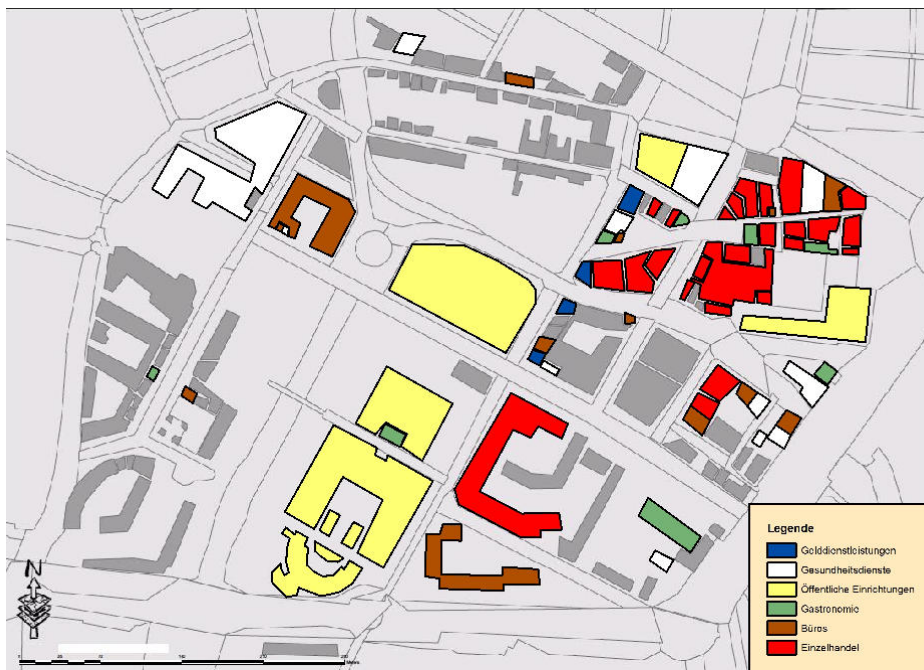 Legende
Gelddienstleistungen
Gesundheitsdienste
Öffentliche Einrichtungen
Gastronomie
Büros
Einzelhandel
N